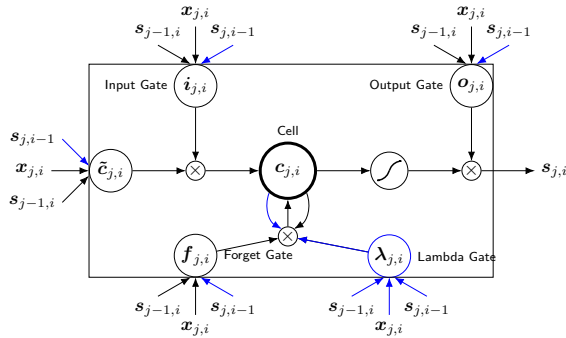 𝒙_{j,i} 𝒙_{j,i}
𝒔_{j−1,i} 𝒔_{j,i−1} 𝒔_{j−1,i} 𝒔_{j,i−1}
Input Gate 𝒊_{j,i} Output Gate 𝒐_{j,i}
Cell
𝒔_{j,i−1}
𝒙_{j,i} 𝒄̃_{j,i} × 𝒄_{j,i} × 𝒔_{j,i}
𝒔_{j−1,i}
×
𝒇_{j,i} Forget Gate 𝝀_{j,i} Lambda Gate
𝒔_{j−1,i} 𝒔_{j,i−1} 𝒔_{j−1,i} 𝒔_{j,i−1}
𝒙_{j,i} 𝒙_{j,i}